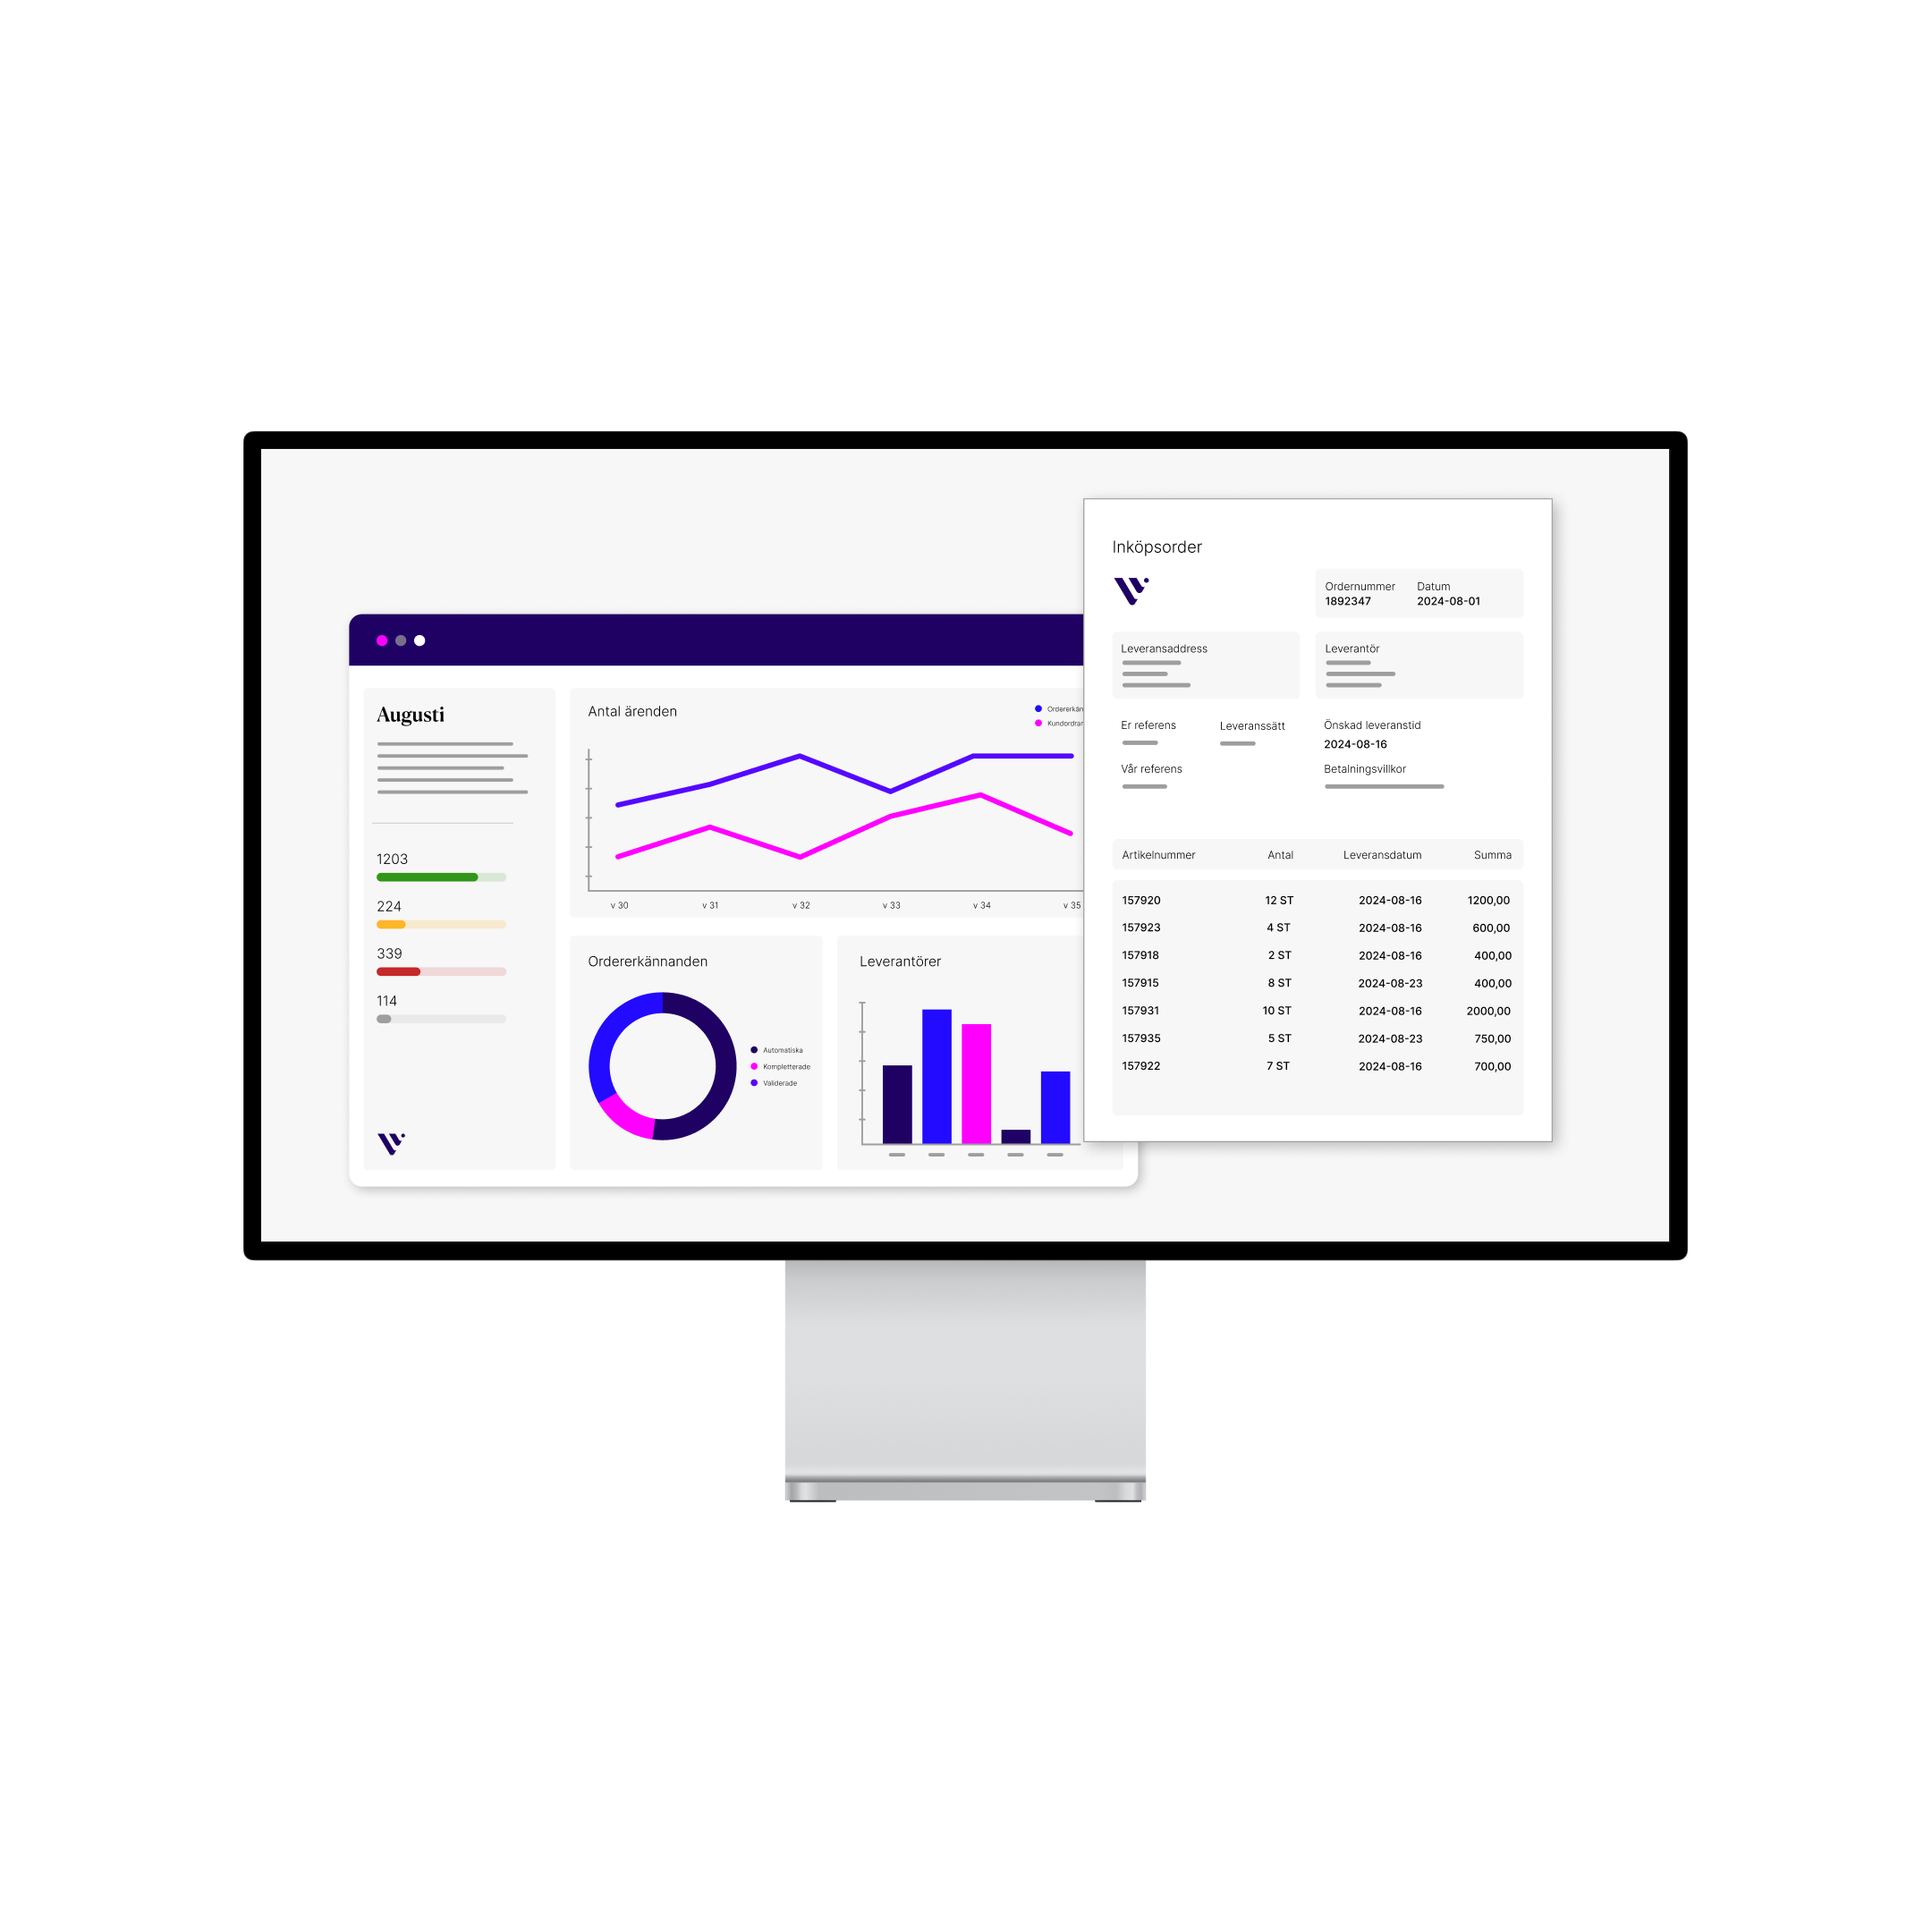 Augusti
1203
224
339
114
Antal ärenden
v 30 v 31 v 32 v 33 v 34 v 35
Ordererkännanden
Automatiska
Kompletterade
Validerade
Leverantörer
Inköpsorder
Ordernummer Datum
1892347 2024-08-01
Leveransaddress Leverantör
Er referens Leveranssätt Önskad leveranstid
2024-08-16
Vår referens Betalningsvillkor
Artikelnummer Antal Leveransdatum Summa
157920 12 ST 2024-08-16 1200,00
157923 4 ST 2024-08-16 600,00
157918 2 ST 2024-08-16 400,00
157915 8 ST 2024-08-23 400,00
157931 10 ST 2024-08-16 2000,00
157935 5 ST 2024-08-23 750,00
157922 7 ST 2024-08-16 700,00